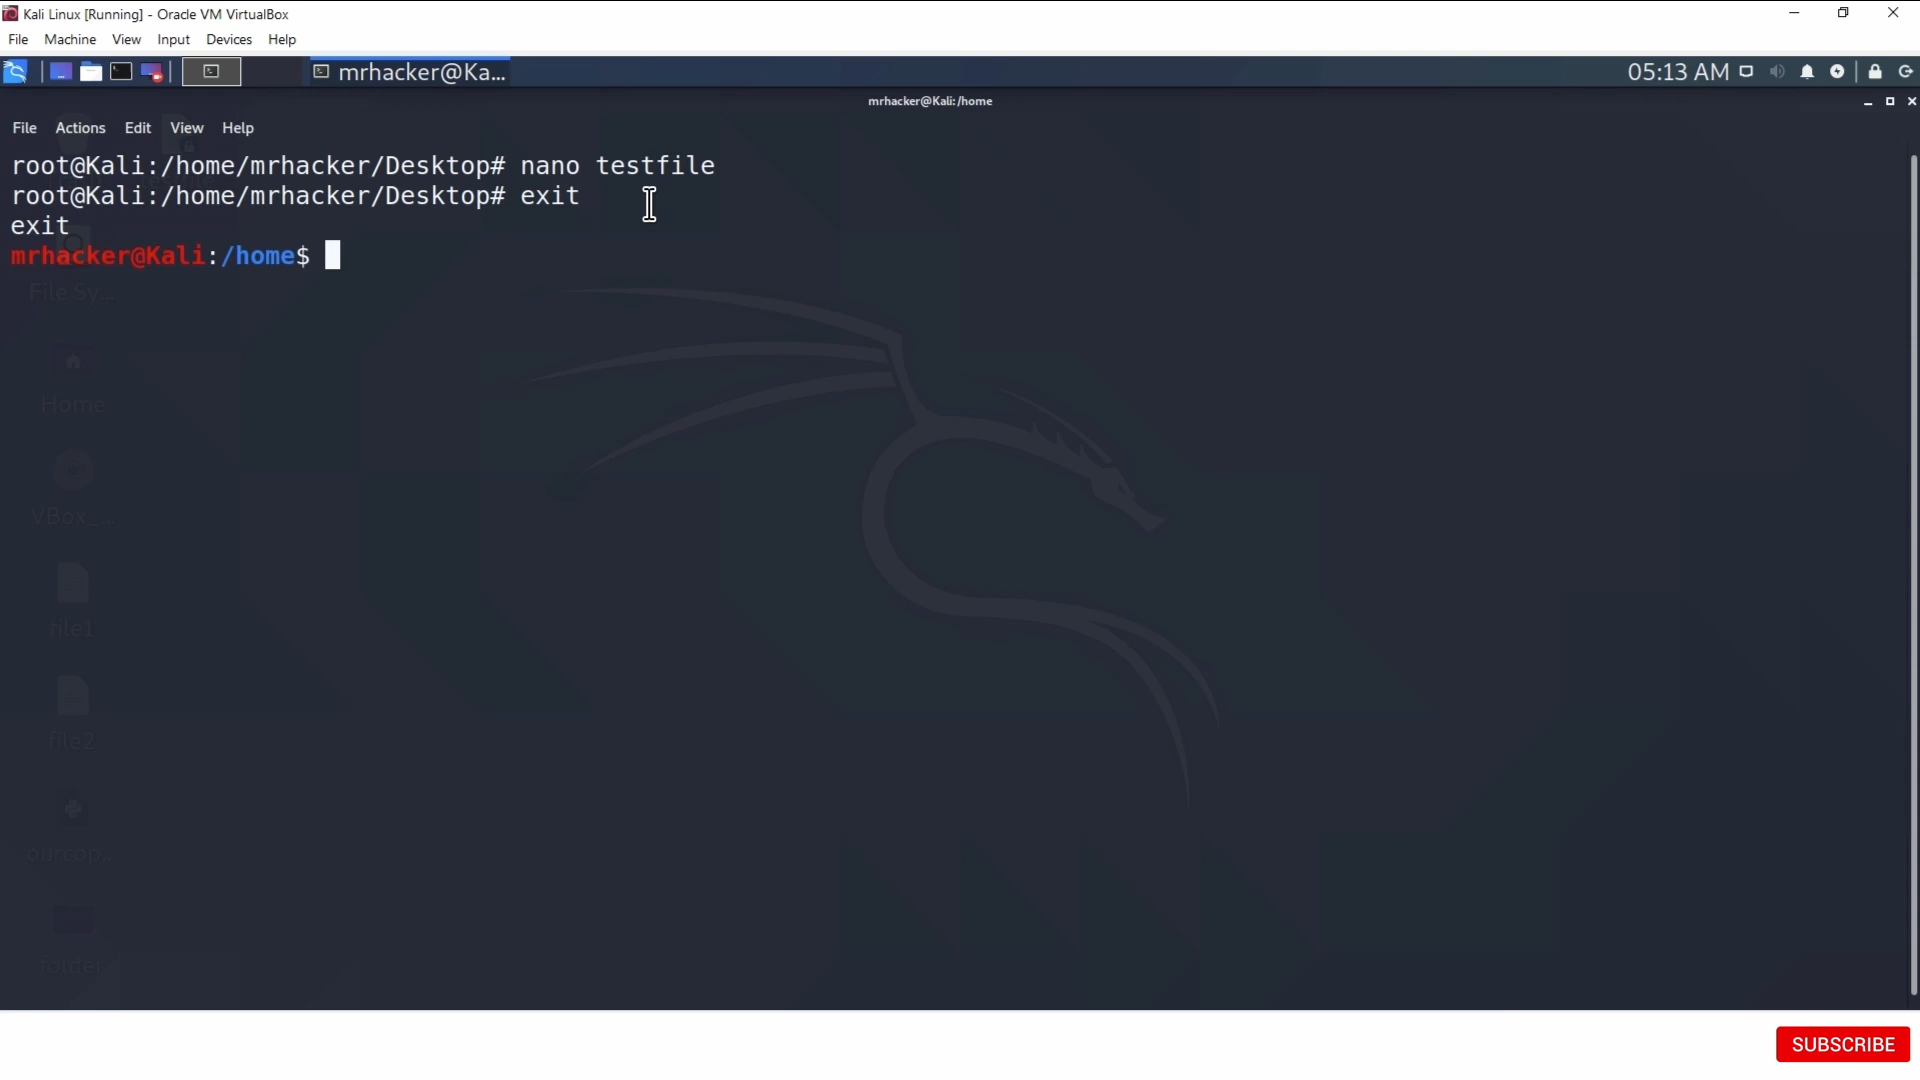 Kali Linux [Running] - Oracle VM VirtualBox
File Machine View Input Devices Help
mrhacker@Ka...
05:13 AM
mrhacker@Kali: /home
File Actions Edit View Help
root@Kali:/home/mrhacker/Desktop# nano testfile
root@Kali:/home/mrhacker/Desktop# exit
exit
mrhacker@Kali:/home$
File Sy...
Home
VBox_...
file1
file2
ourcop...
folder
SUBSCRIBE